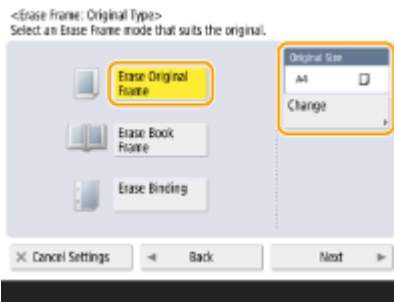 <Erase Frame: Original Type>
Select an Erase Frame mode that suits the original.
Original Size
A4
Change
Erase Original
Frame
Erase Book
Frame
Erase Binding
Cancel Settings
Back
Next